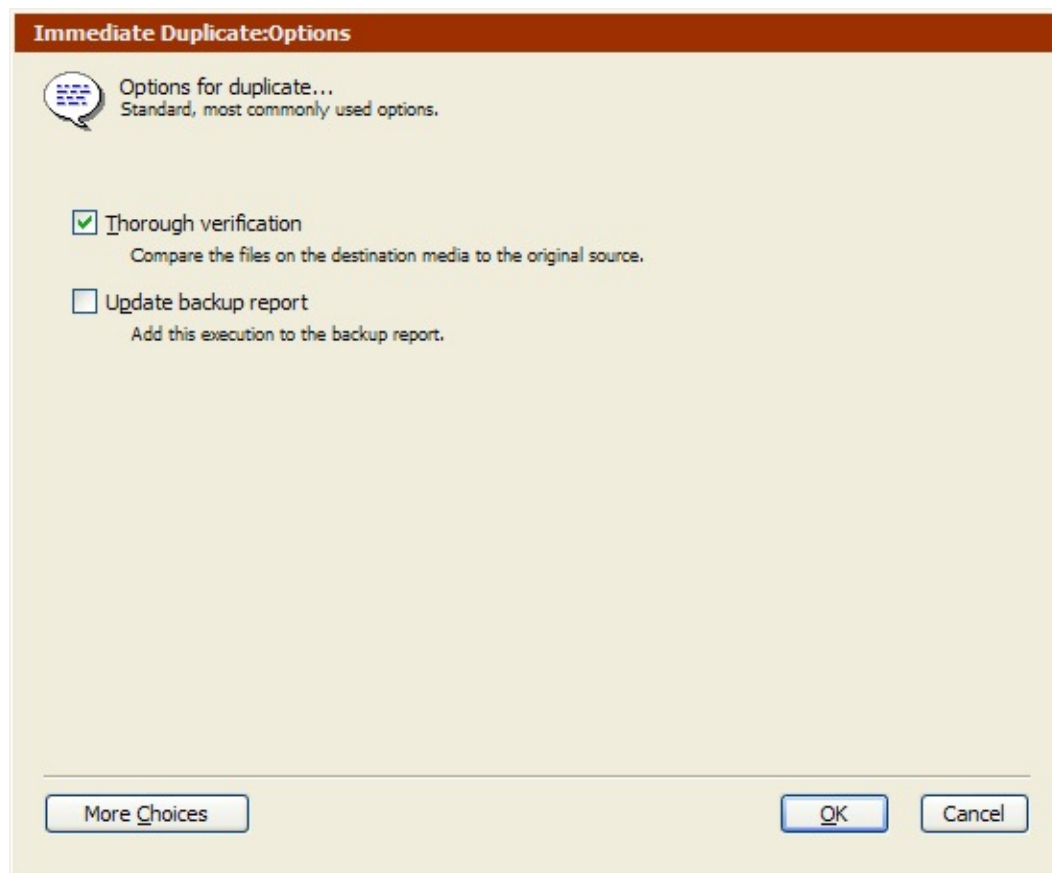 Immediate Duplicate:Options
Options for duplicate...
Standard, most commonly used options.
Thorough verification
Compare the files on the destination media to the original source.
Update backup report
Add this execution to the backup report.
More Choices
OK
Cancel